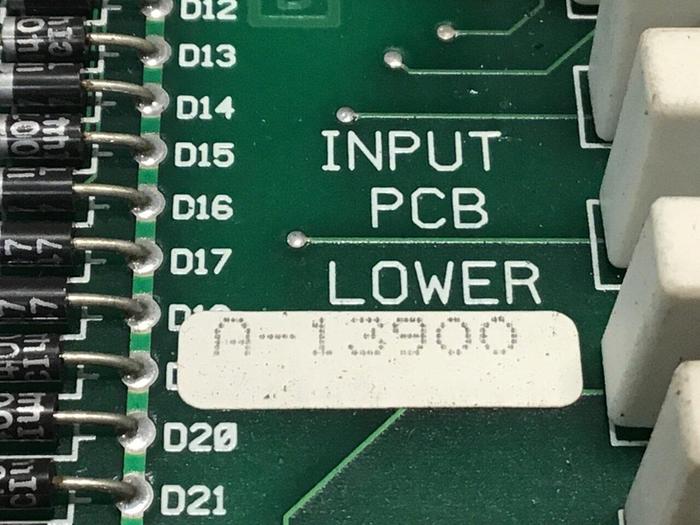 D12
D13
D14
D15
D16
D17
D20
D21
INPUT
PCB
LOWER
A-13900